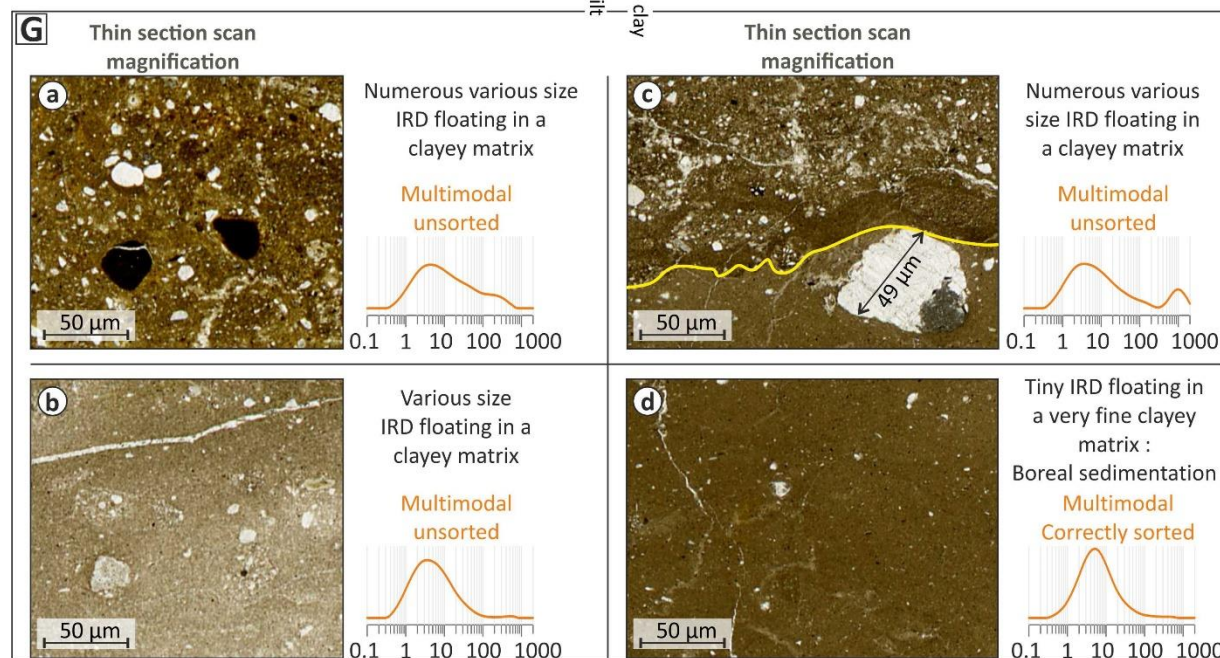 ilt
clay
G
Thin section scan
magnification
a
Numerous various size
IRD floating in a
clayey matrix
Multimodal
unsorted
50 µm
0.1 1 10 100 1000
Thin section scan
magnification
c
49 µm
Numerous various
size IRD floating in
a clayey matrix
Multimodal
unsorted
50 µm
0.1 1 10 100 1000
b
Various size
IRD floating in a
clayey matrix
Multimodal
unsorted
50 µm
0.1 1 10 100 1000
d
Tiny IRD floating in
a very fine clayey
matrix :
Boreal sedimentation
Multimodal
Correctly sorted
50 µm
0.1 1 10 100 1000